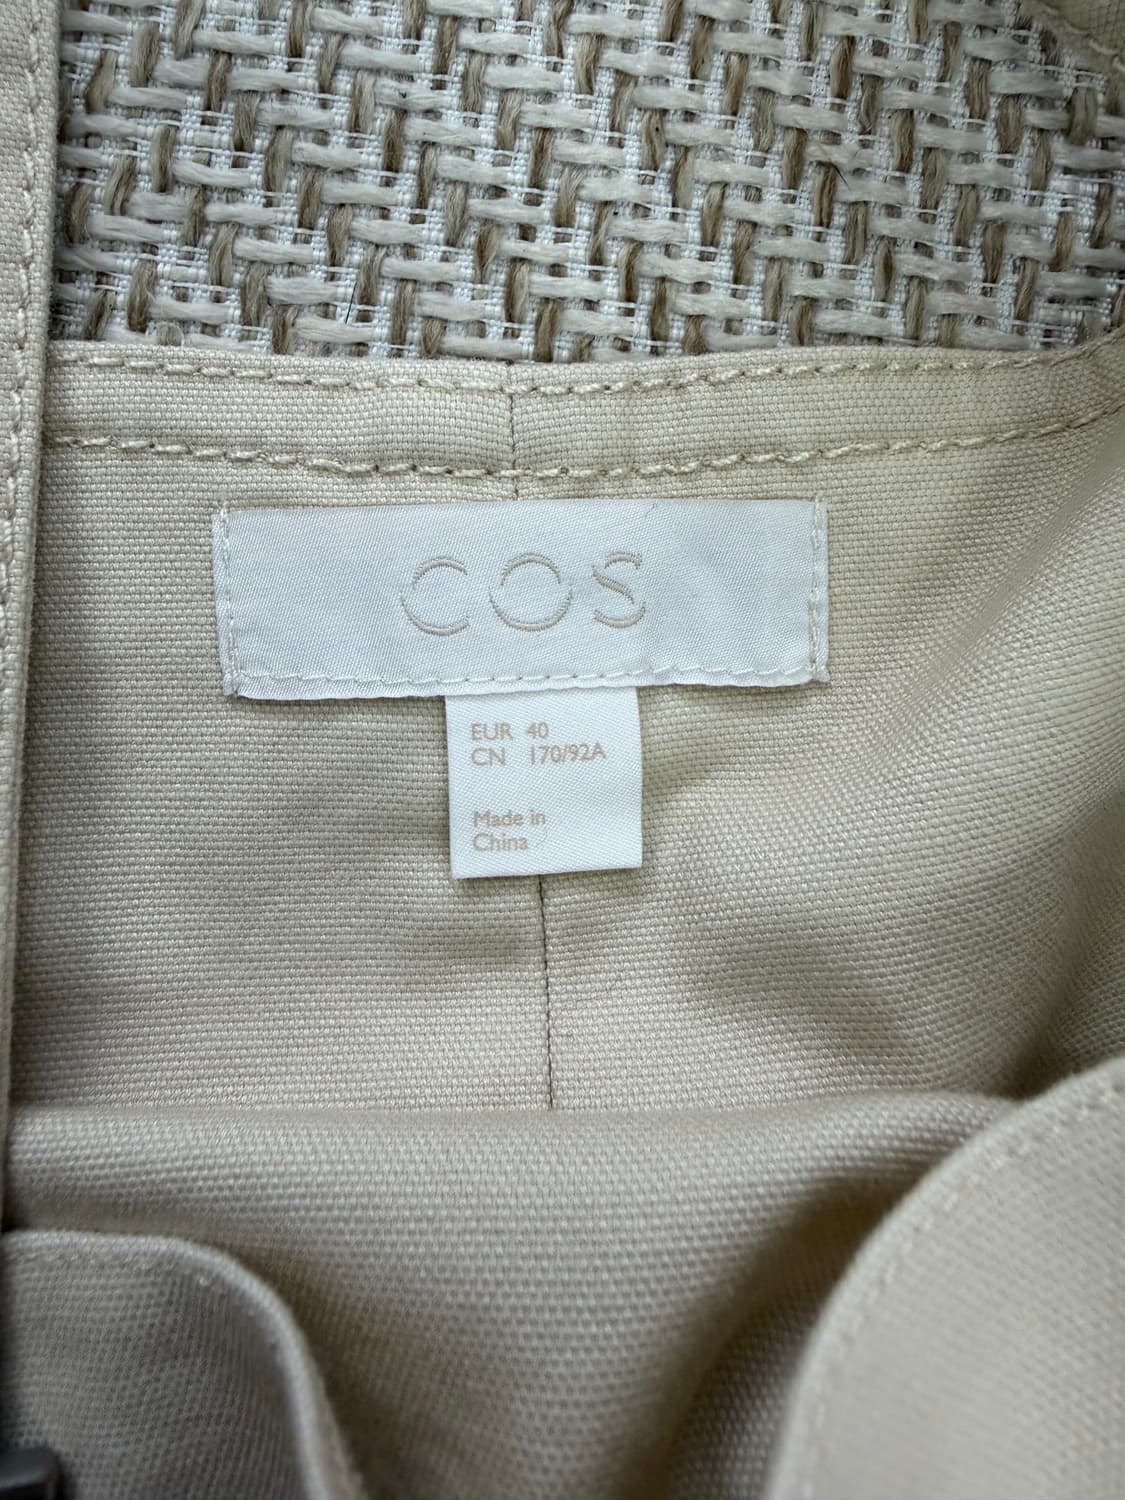 COS
EUR 40
CN 170/92A
Made in
China